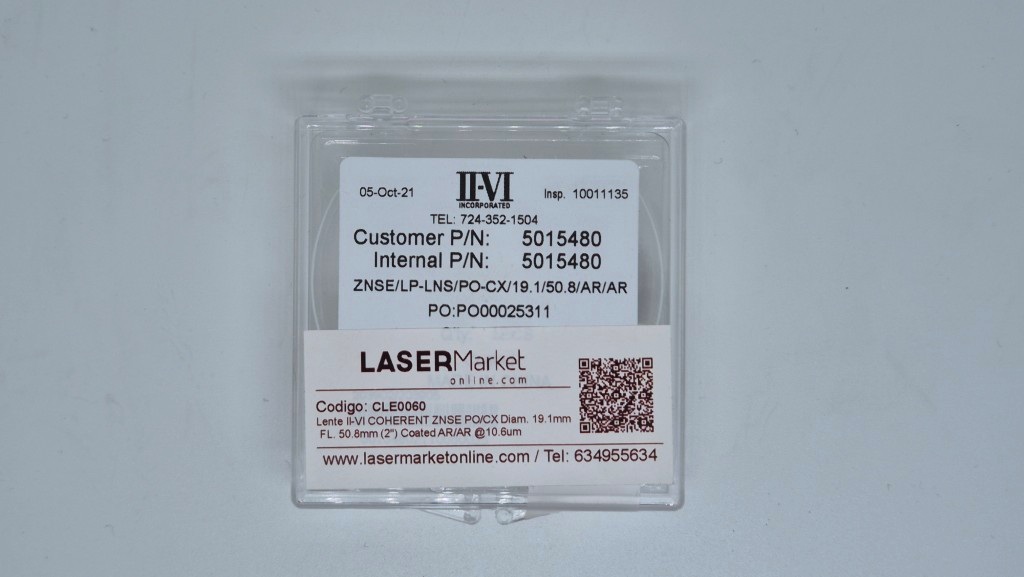 05-Oct-21
II-VI
INCORPORATED
Insp. 10011135
TEL: 724-352-1504
Customer P/N: 5015480
Internal P/N: 5015480
ZNSE/LP-LNS/PO-CX/19.1/50.8/AR/AR
PO:PO00025311
LASERMarket
online.com
Codigo: CLE0060
Lente II-VI COHERENT ZNSE PO/CX Diam. 19.1mm
FL. 50.8mm (2") Coated AR/AR @10.6um
www.lasermarketonline.com / Tel: 634955634